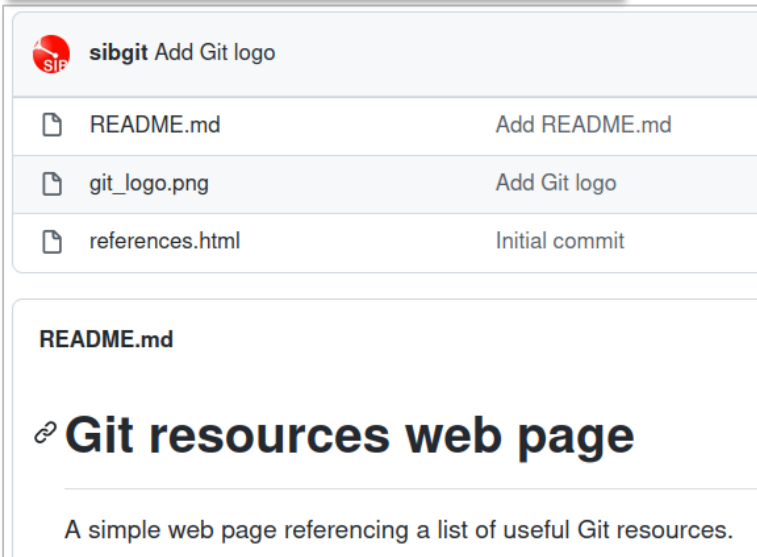 SIB
sibgit Add Git logo
README.md Add README.md
git_logo.png Add Git logo
references.html Initial commit
README.md
Git resources web page
A simple web page referencing a list of useful Git resources.